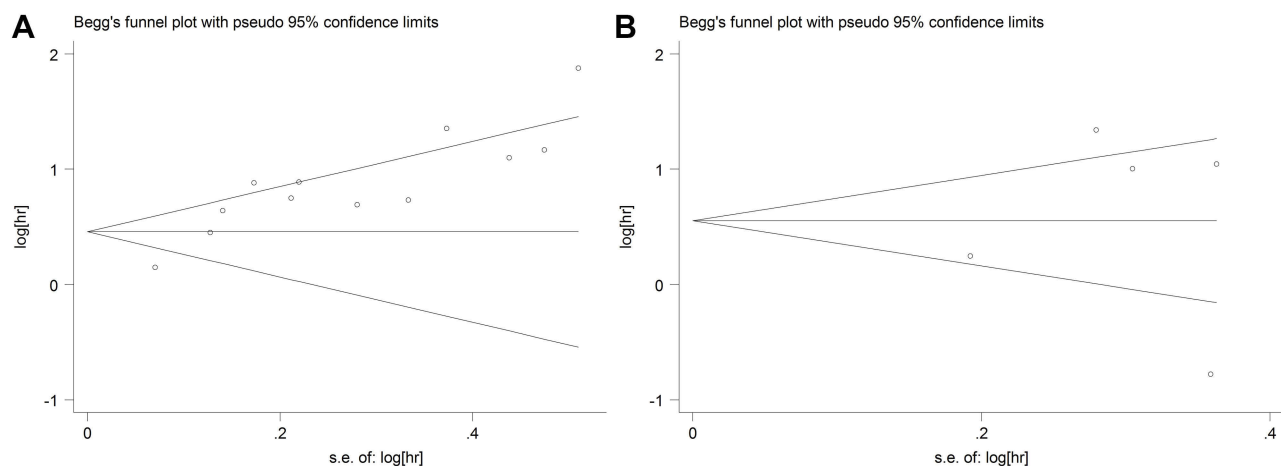 A
Begg's funnel plot with pseudo 95% confidence limits
2
1
0
-1
log[hr]
0
.2
.4
s.e. of: log[hr]
B
Begg's funnel plot with pseudo 95% confidence limits
2
1
0
-1
log[hr]
0
.2
.4
s.e. of: log[hr]